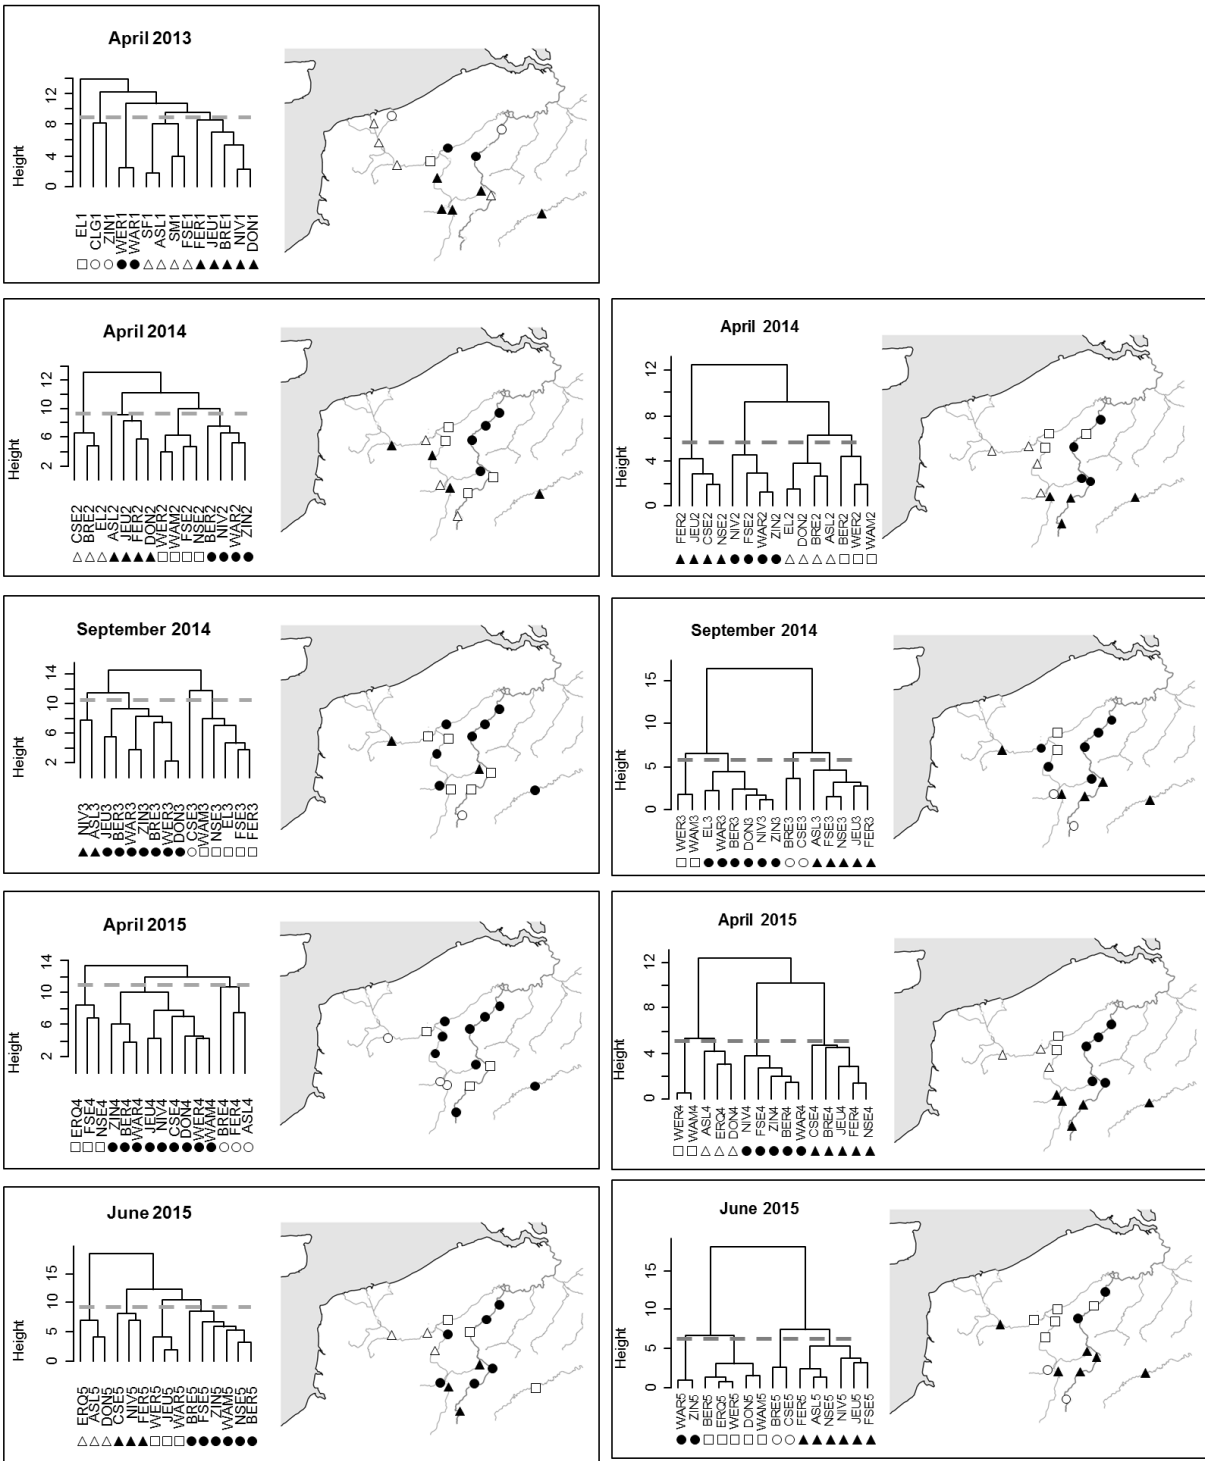 April 2013
Height
0 4 8 12
EL1 CLG1 ZIN1 WER1 WAR1 SF1 ASL1 SM1 FSE1 FER1 JEU1 BRE1 NIV1 DON1
April 2014
Height
2 6 10 12
CSE2 BRE2 EL2 ASL2 JEU2 FER2 DON2 WER2 WAM2 FSE2 NSE2 BER2 NIV2 WAR2 ZIN2
April 2014
Height
0 4 8 12
FER2 JEU2 CSE2 NSE2 NIV2 FSE2 WAR2 ZIN2 EL2 DON2 BRE2 ASL2 BER2 WER2 WAM2
September 2014
Height
2 6 10 14
NIV3 ASL3 JEU3 BER3 WAR3 ZIN3 BRE3 WER3 DON3 CSE3 WAM3 NSE3 EL3 FSE3 FER3
September 2014
Height
0 5 10 15
WER3 WAM3 EL3 WAR3 BER3 DON3 NIV3 ZIN3 BRE3 CSE3 ASL3 FSE3 NSE3 JEU3 FER3
April 2015
Height
2 6 10 14
ERQ4 FSE4 NSE4 ZIN4 BER4 WAR4 JEU4 NIV4 CSE4 DON4 WER4 WAM4 BRE4 FER4 ASL4
April 2015
Height
0 4 8 12
WER4 WAM4 ASL4 ERQ4 DON4 NIV4 FSE4 ZIN4 BER4 WAR4 CSE4 BRE4 JEU4 FER4 NSE4
June 2015
Height
0 5 10 15
ERQ5 ASL5 DON5 CSE5 NIV5 FER5 WER5 JEU5 WAR5 BRE5 FSE5 ZIN5 WAM5 NSE5 BER5
June 2015
Height
0 5 10 15
WAR5 ZIN5 BER5 ERQ5 WER5 DON5 WAM5 BRE5 CSE5 FER5 ASL5 NSE5 NIV5 JEU5 FSE5